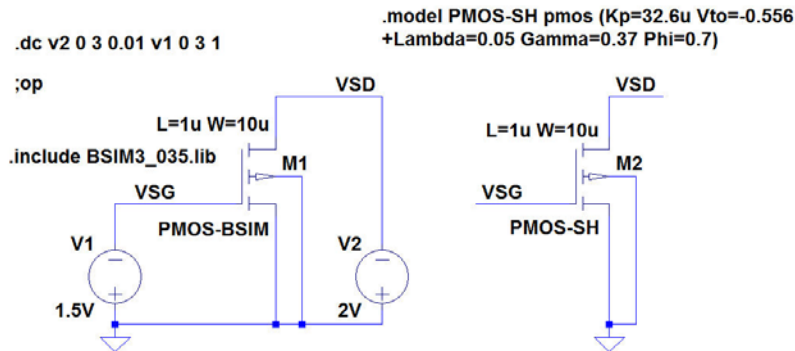 .model PMOS-SH pmos (Kp=32.6u Vto=-0.556
+Lambda=0.05 Gamma=0.37 Phi=0.7)
.dc v2 0 3 0.01 v1 0 3 1
;op
VSD
VSD
L=1u W=10u
L=1u W=10u
.include BSIM3_035.lib
M1
M2
VSG
VSG
PMOS-BSIM
PMOS-SH
V1
V2
1.5V
2V